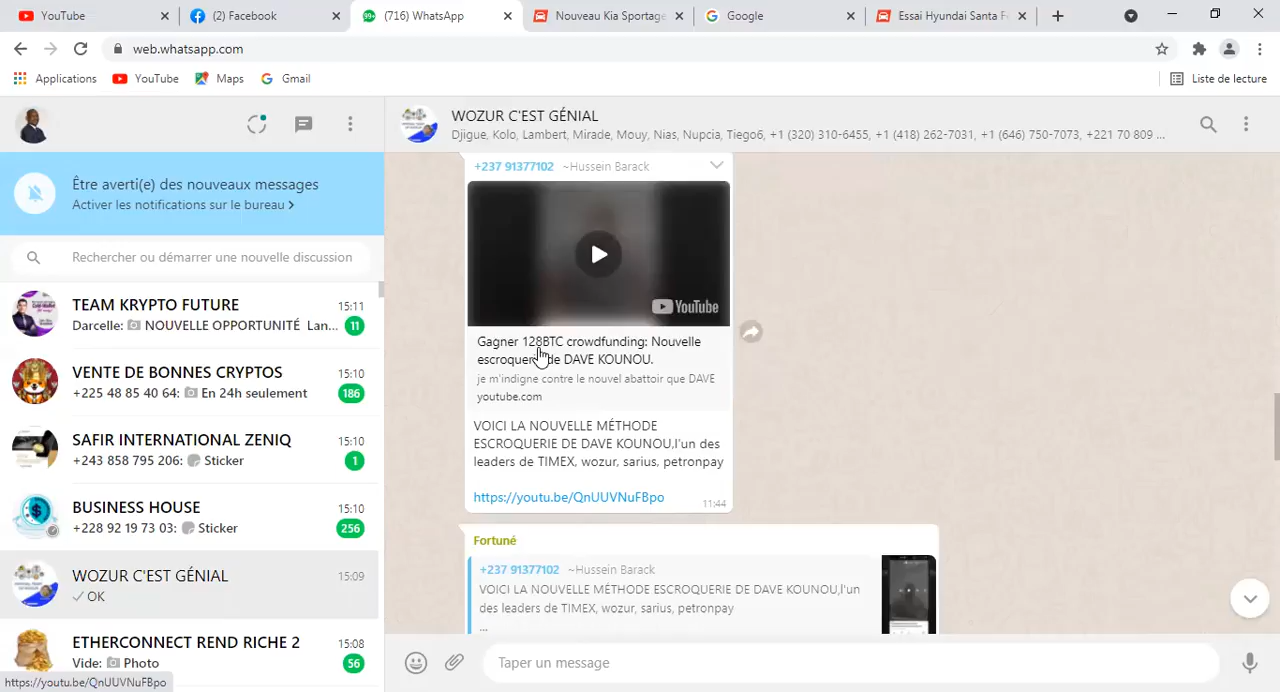 YouTube
(2) Facebook
(716) WhatsApp
Nouveau Kia Sportage
Google
Essai Hyundai Santa F
web.whatsapp.com
Applications
YouTube
Maps
Gmail
Liste de lecture
WOZUR C'EST GÉNIAL
Djigue, Kolo, Lambert, Mirade, Mouy, Nias, Nupcia, Tiego6, +1 (320) 310-6455, +1 (418) 262-7031, +1 (646) 750-7073, +221 70 809 ...
Être averti(e) des nouveaux messages
Activer les notifications sur le bureau >
Rechercher ou démarrer une nouvelle discussion
TEAM KRYPTO FUTURE
15:11
Darcelle: NOUVELLE OPPORTUNITÉ Lan...
11
VENTE DE BONNES CRYPTOS
15:10
+225 48 85 40 64: En 24h seulement
186
SAFIR INTERNATIONAL ZENIQ
15:10
+243 858 795 206: Sticker
1
BUSINESS HOUSE
15:10
+228 92 19 73 03: Sticker
256
WOZUR C'EST GÉNIAL
15:09
OK
ETHERCONNECT REND RICHE 2
15:08
Vide: Photo
56
https://youtu.be/QnUUVNuFBpo
+237 91377102 ~Hussein Barack
YouTube
Gagner 128BTC crowdfunding: Nouvelle
escroquerie de DAVE KOUNOU.
je m'indigne contre le nouvel abattoir que DAVE
youtube.com
VOICI LA NOUVELLE MÉTHODE
ESCROQUERIE DE DAVE KOUNOU,l'un des
leaders de TIMEX, wozur, sarius, petronpay
https://youtu.be/QnUUVNuFBpo
11:44
Fortuné
+237 91377102 ~Hussein Barack
VOICI LA NOUVELLE MÉTHODE ESCROQUERIE DE DAVE KOUNOU,l'un
des leaders de TIMEX, wozur, sarius, petronpay
...
Taper un message